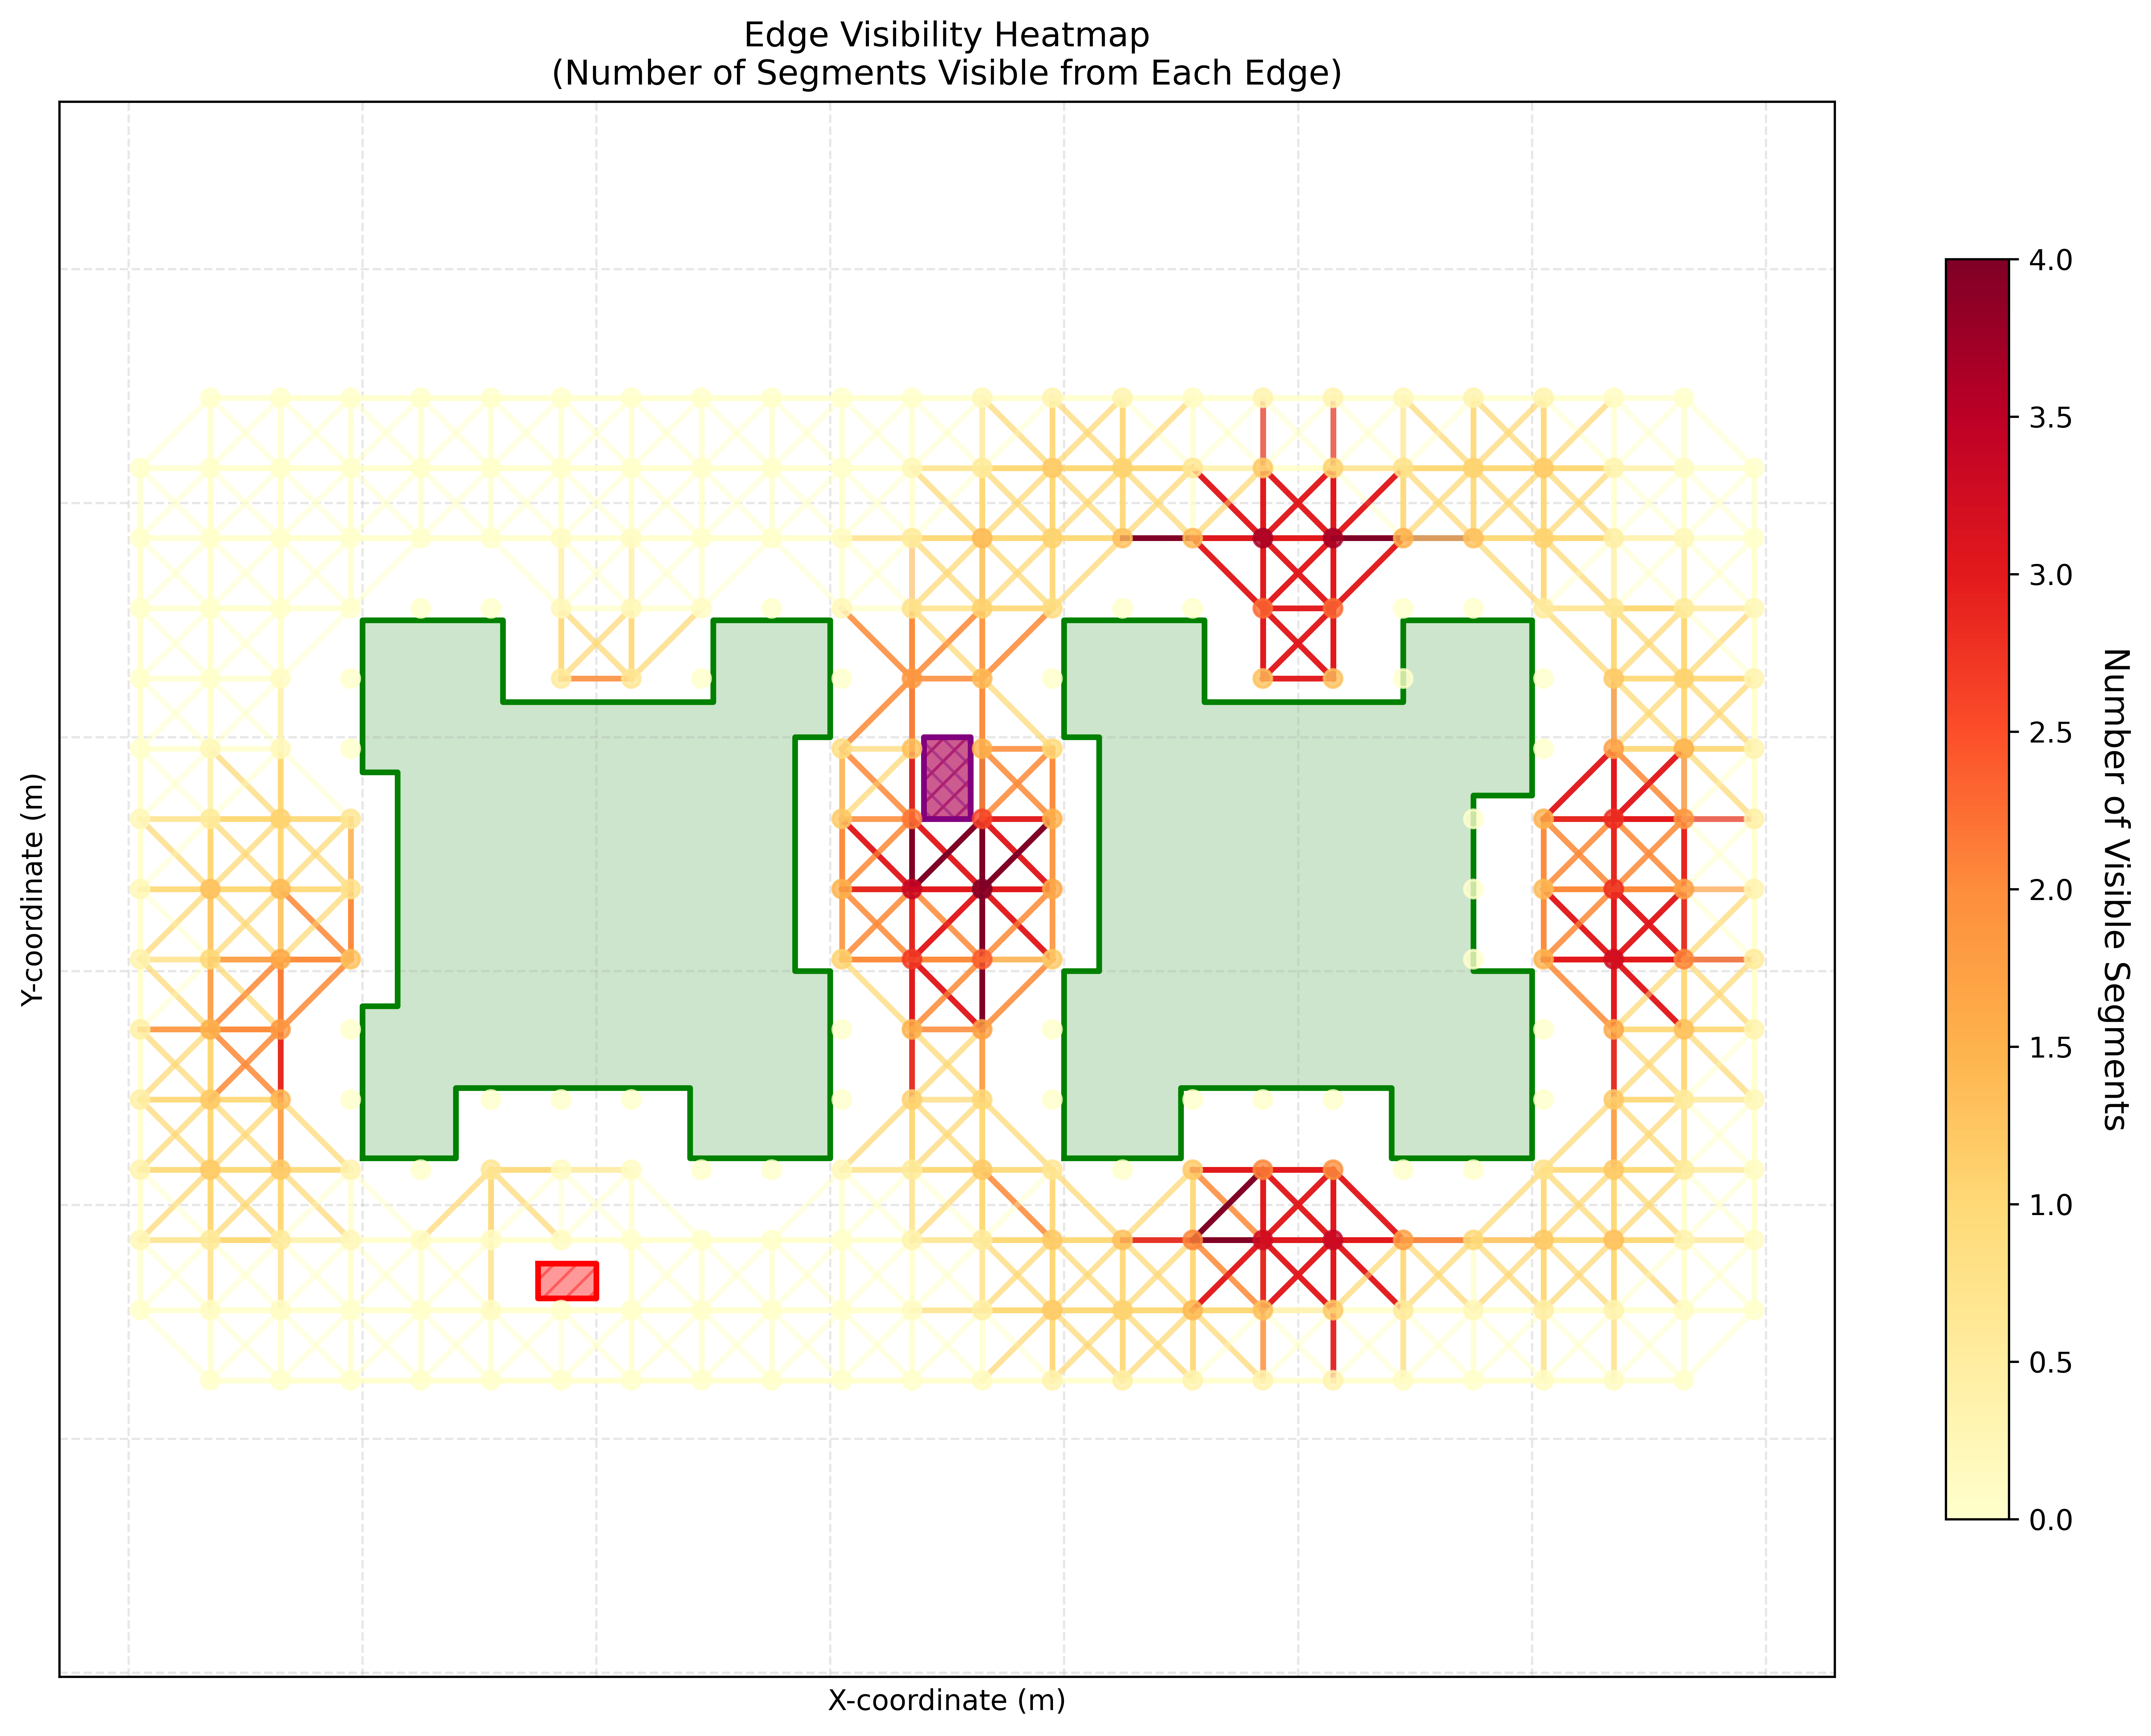 Edge Visibility Heatmap
(Number of Segments Visible from Each Edge)
Y-coordinate (m)
X-coordinate (m)
4.0
3.5
3.0
2.5
2.0
1.5
1.0
0.5
0.0
Number of Visible Segments